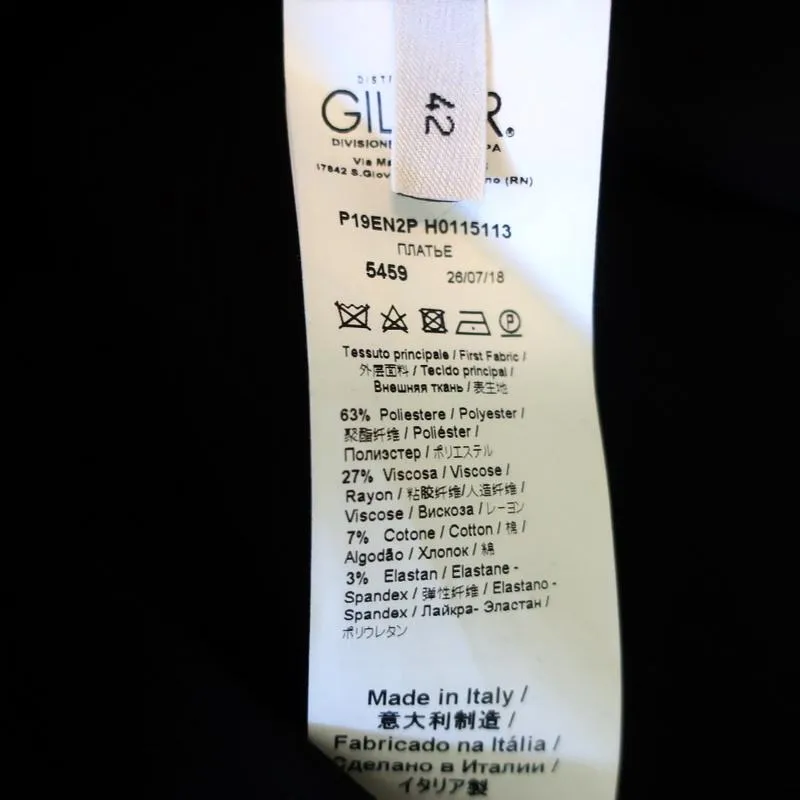 42
DIVISIONE
Via
P19EN2P H0115113
ПЛАТЬЕ
5459 26/07/18
P
Tessuto principale / First Fabric /
外层面料 / Tecido principal /
Внешняя ткань / 表生地
63% Poliestere / Polyester /
聚酯纤维 / Poliéster /
Полиэстер / ポリエステル
27% Viscosa / Viscose /
Rayon / 粘胶纤维/人造纤维 /
Viscose / Вискоза / レーヨン
7% Cotone / Cotton / 棉 /
Algodão / Хлопок / 綿
3% Elastan / Elastane -
Spandex / 弹性纤维 / Elastano -
Spandex / Лайкра- Эластан /
ポリウレタン
Made in Italy /
意大利制造 /
Fabricado na Itália /
Сделано в Италии /
イタリア製